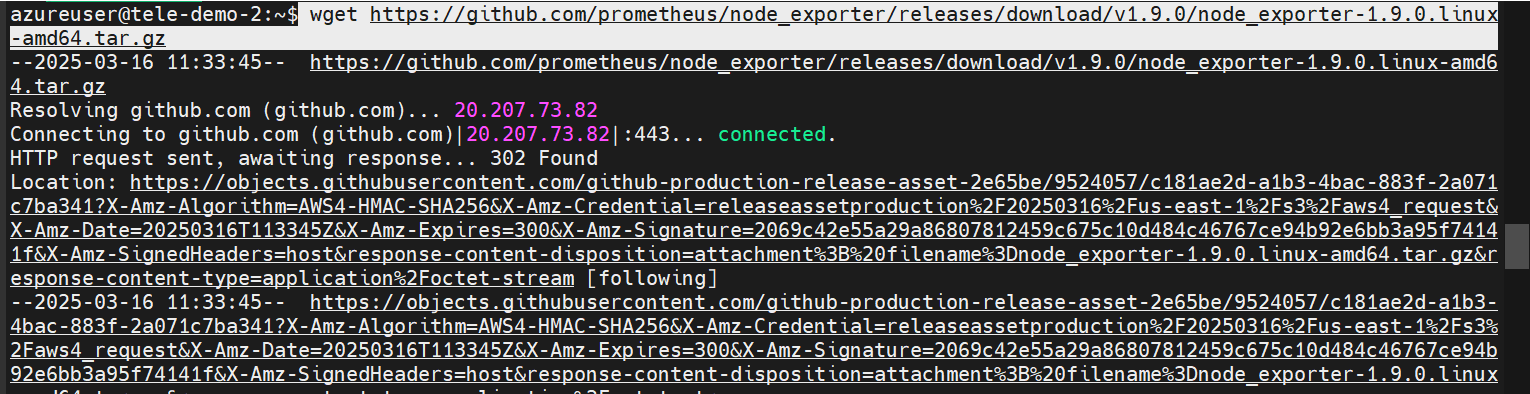 azureuser@tele-demo-2:~$ wget https://github.com/prometheus/node_exporter/releases/download/v1.9.0/node_exporter-1.9.0.linux
-amd64.tar.gz
--2025-03-16 11:33:45--  https://github.com/prometheus/node_exporter/releases/download/v1.9.0/node_exporter-1.9.0.linux-amd6
4.tar.gz
Resolving github.com (github.com)... 20.207.73.82
Connecting to github.com (github.com)|20.207.73.82|:443... connected.
HTTP request sent, awaiting response... 302 Found
Location: https://objects.githubusercontent.com/github-production-release-asset-2e65be/9524057/c181ae2d-a1b3-4bac-883f-2a071
c7ba341?X-Amz-Algorithm=AWS4-HMAC-SHA256&X-Amz-Credential=releaseassetproduction%2F20250316%2Fus-east-1%2Fs3%2Faws4_request&
X-Amz-Date=20250316T113345Z&X-Amz-Expires=300&X-Amz-Signature=2069c42e55a29a86807812459c675c10d484c46767ce94b92e6bb3a95f7414
1f&X-Amz-SignedHeaders=host&response-content-disposition=attachment%3B%20filename%3Dnode_exporter-1.9.0.linux-amd64.tar.gz&r
esponse-content-type=application%2Foctet-stream [following]
--2025-03-16 11:33:45--  https://objects.githubusercontent.com/github-production-release-asset-2e65be/9524057/c181ae2d-a1b3-
4bac-883f-2a071c7ba341?X-Amz-Algorithm=AWS4-HMAC-SHA256&X-Amz-Credential=releaseassetproduction%2F20250316%2Fus-east-1%2Fs3%
2Faws4_request&X-Amz-Date=20250316T113345Z&X-Amz-Expires=300&X-Amz-Signature=2069c42e55a29a86807812459c675c10d484c46767ce94b
92e6bb3a95f74141f&X-Amz-SignedHeaders=host&response-content-disposition=attachment%3B%20filename%3Dnode_exporter-1.9.0.linux